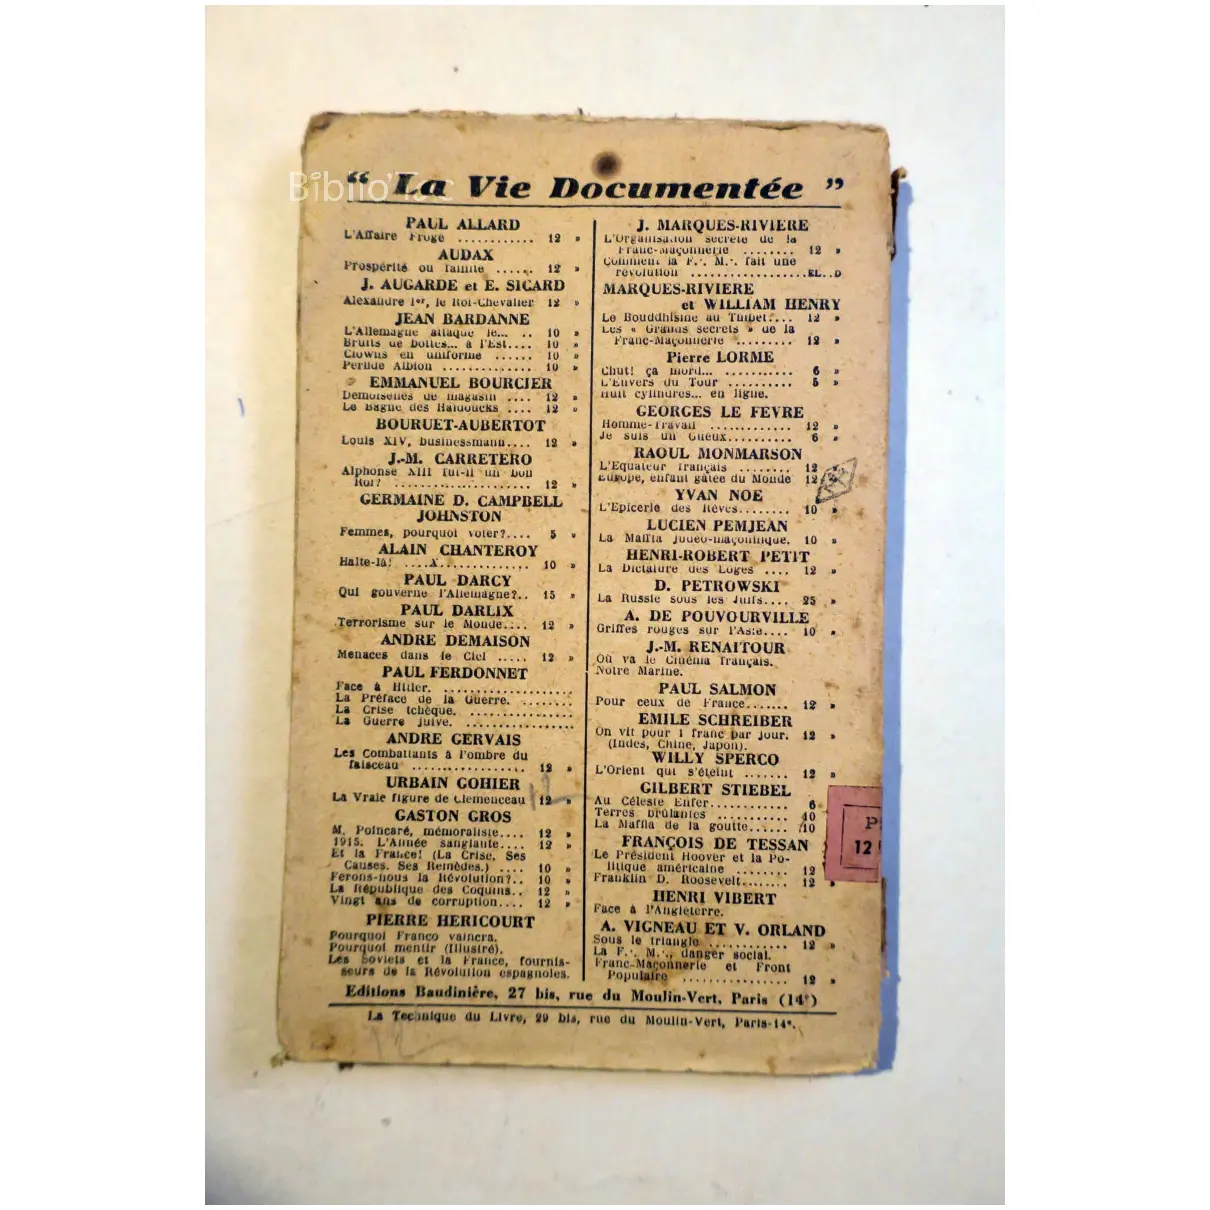 Biblio'Tac
“ La Vie Documentée ”
PAUL ALLARD
L'Affaire Frogé ............ 12 »
AUDAX
Prospérité ou faillite ...... 12 »
J. AUGARDE et E. SICARD
Alexandre Iᵉʳ, le Roi-Chevalier 12 »
JEAN BARDANNE
L'Allemagne attaque le... .. 10 »
Bruits de bottes... à l'Est.... 10 »
Clowns en uniforme ...... 10 »
Perfide Albion .............. 10 »
EMMANUEL BOURCIER
Demoiselles de magasin .... 12 »
Le Bagne des Haidoucks .... 12 »
BOURUET-AUBERTOT
Louis XIV, businessmann.... 12 »
J.-M. CARRETERO
Alphonse XIII fut-il un bon
Roi? ...................... 12 »
GERMAINE D. CAMPBELL
JOHNSTON
Femmes, pourquoi voter?.... 5 »
ALAIN CHANTEROY
Halte-là! ....X............. 10 »
PAUL DARCY
Qui gouverne l'Allemagne?.. 15 »
PAUL DARLIX
Terrorisme sur le Monde.... 12 »
ANDRE DEMAISON
Menaces dans le Ciel ..... 12 »
PAUL FERDONNET
Face à Hitler. ...................
La Préface de la Guerre. ........
La Crise tchèque. ...............
La Guerre juive. ................
ANDRE GERVAIS
Les Combattants à l'ombre du
faisceau ................. 12 »
URBAIN GOHIER
La Vraie figure de Clemenceau 12 »
12
GASTON GROS
M. Poincaré, mémorialiste.... 12 »
1915. L'Année sanglante.... 12 »
Et la France! (La Crise. Ses
Causes. Ses Remèdes.) .... 10 »
Ferons-nous la Révolution?.. 10 »
La République des Coquins.. 12 »
Vingt ans de corruption.... 12 »
PIERRE HERICOURT
Pourquoi Franco vaincra.
Pourquoi mentir (Illustré).
Les Soviets et la France, fournis-
seurs de la Révolution espagnoles.
J. MARQUES-RIVIERE
L'Organisation secrète de la
Franc-Maçonnerie ........ 12 »
Comment la F∴ M∴ fait une
révolution .................
MARQUES-RIVIERE
et WILLIAM HENRY
Le Bouddhisme au Thibet.... 12 »
Les « Grands secrets » de la
Franc-Maçonnerie ......... 12 »
Pierre LORME
Chut! ça mord... ........... 6 »
L'Envers du Tour .......... 5 »
Huit cylindres... en ligne.
GEORGES LE FEVRE
Homme-Travail ............ 12 »
Je suis un Gueux.......... 6 »
RAOUL MONMARSON
L'Equateur français ........ 12 »
Europe, enfant gâtée du Monde 12
YVAN NOE
L'Epicerie des Rêves........ 10 »
LUCIEN PEMJEAN
La Maffia judéo-maçonnique. 10 »
HENRI-ROBERT PETIT
La Dictature des Loges .... 12 »
D. PETROWSKI
La Russie sous les Juifs.... 25 »
A. DE POUVOURVILLE
Griffes rouges sur l'Asie.... 10 »
J.-M. RENAITOUR
Où va le Cinéma français.
Notre Marine.
PAUL SALMON
Pour ceux de France....... 12 »
EMILE SCHREIBER
On vit pour 1 franc par jour. 12 »
(Indes, Chine, Japon).
WILLY SPERCO
L'Orient qui s'éteint ....... 12 »
GILBERT STIEBEL
Au Céleste Enfer............ 6
Terres brûlantes ........... 10
La Maffia de la goutte...... 10
FRANÇOIS DE TESSAN
Le Président Hoover et la Po-
litique américaine ........ 12
Franklin D. Roosevelt........ 12 »
P
12
HENRI VIBERT
Face à l'Angleterre.
A. VIGNEAU ET V. ORLAND
Sous le triangle ............ 12 »
La F∴ M∴, danger social.
Franc-Maçonnerie et Front
Populaire ................ 12 »
Editions Baudinière, 27 bis, rue du Moulin-Vert, Paris (14ᵉ)
La Technique du Livre, 29 bis, rue du Moulin-Vert, Paris-14ᵉ.
12